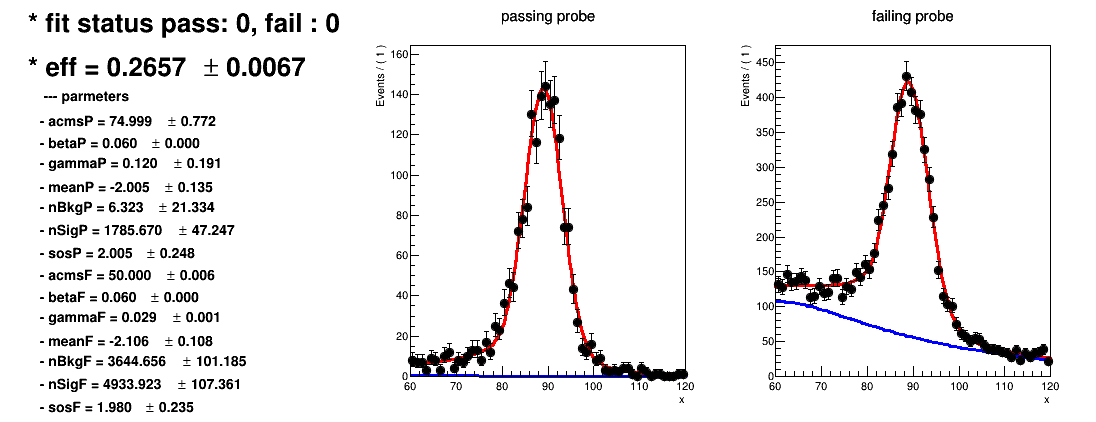 * fit status pass: 0, fail : 0
* eff = 0.2657 ± 0.0067
--- parmeters
- acmsP = 74.999 ± 0.772
- betaP = 0.060 ± 0.000
- gammaP = 0.120 ± 0.191
- meanP = -2.005 ± 0.135
- nBkgP = 6.323 ± 21.334
- nSigP = 1785.670 ± 47.247
- sosP = 2.005 ± 0.248
- acmsF = 50.000 ± 0.006
- betaF = 0.060 ± 0.000
- gammaF = 0.029 ± 0.001
- meanF = -2.106 ± 0.108
- nBkgF = 3644.656 ± 101.185
- nSigF = 4933.923 ± 107.361
- sosF = 1.980 ± 0.235
passing probe
Events / ( 1 )
160
140
120
100
80
60
40
20
0
60 70 80 90 100 110 120
x
failing probe
Events / ( 1 )
450
400
350
300
250
200
150
100
50
0
60 70 80 90 100 110 120
x